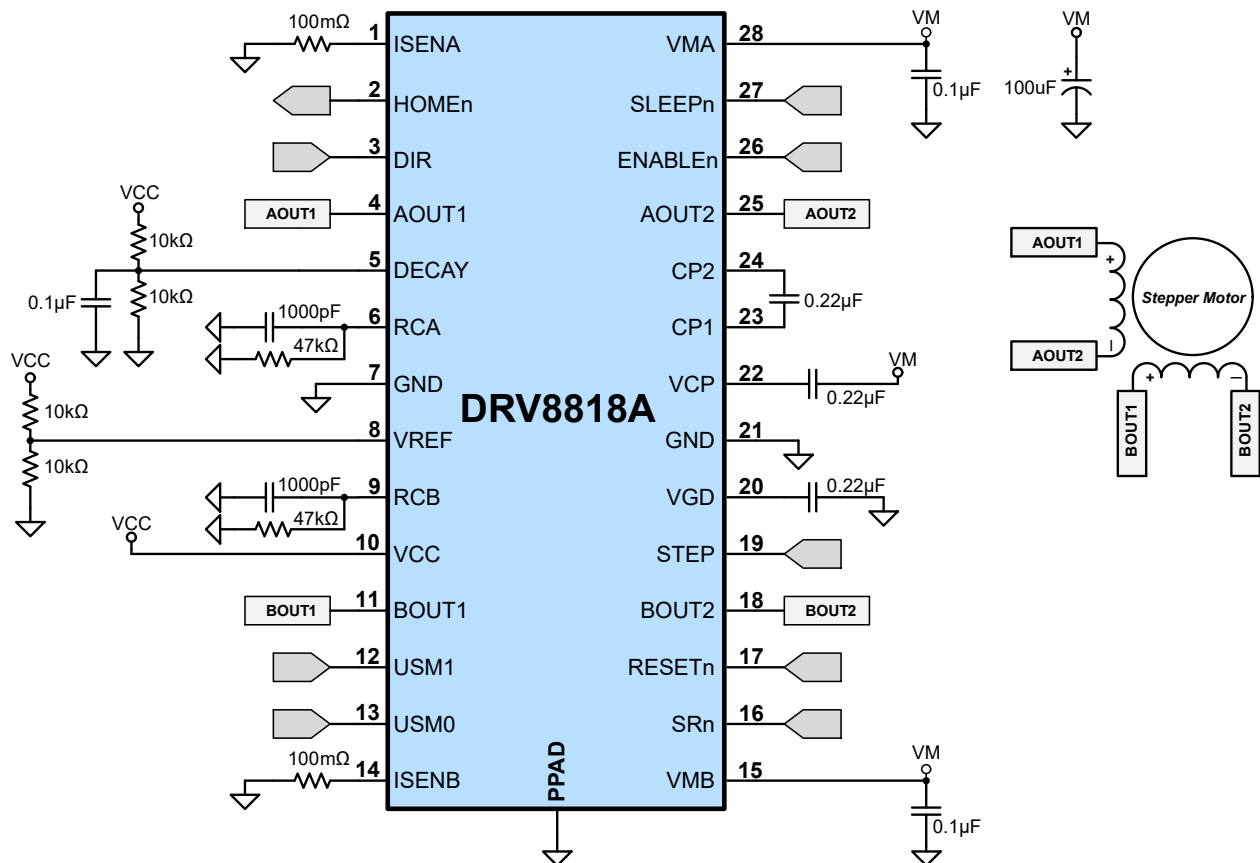 100mΩ
1
ISENA
2
HOMEn
3
DIR
AOUT1
4
AOUT1
VCC
10kΩ
10kΩ
0.1µF
5
DECAY
1000pF
47kΩ
6
RCA
7
GND
VCC
10kΩ
10kΩ
8
VREF
1000pF
47kΩ
9
RCB
VCC
10
VCC
BOUT1
11
BOUT1
12
USM1
13
USM0
100mΩ
14
ISENB
DRV8818A
PPAD
VMA
28
VM
0.1µF
VM
+
100uF
SLEEPn
27
ENABLEn
26
AOUT2
25
AOUT2
CP2
24
0.22µF
CP1
23
VCP
22
0.22µF
VM
GND
21
VGD
20
0.22µF
STEP
19
BOUT2
18
BOUT2
RESETn
17
SRn
16
VMB
15
VM
0.1µF
AOUT1
+
Stepper Motor
AOUT2
–
+
–
BOUT1
BOUT2